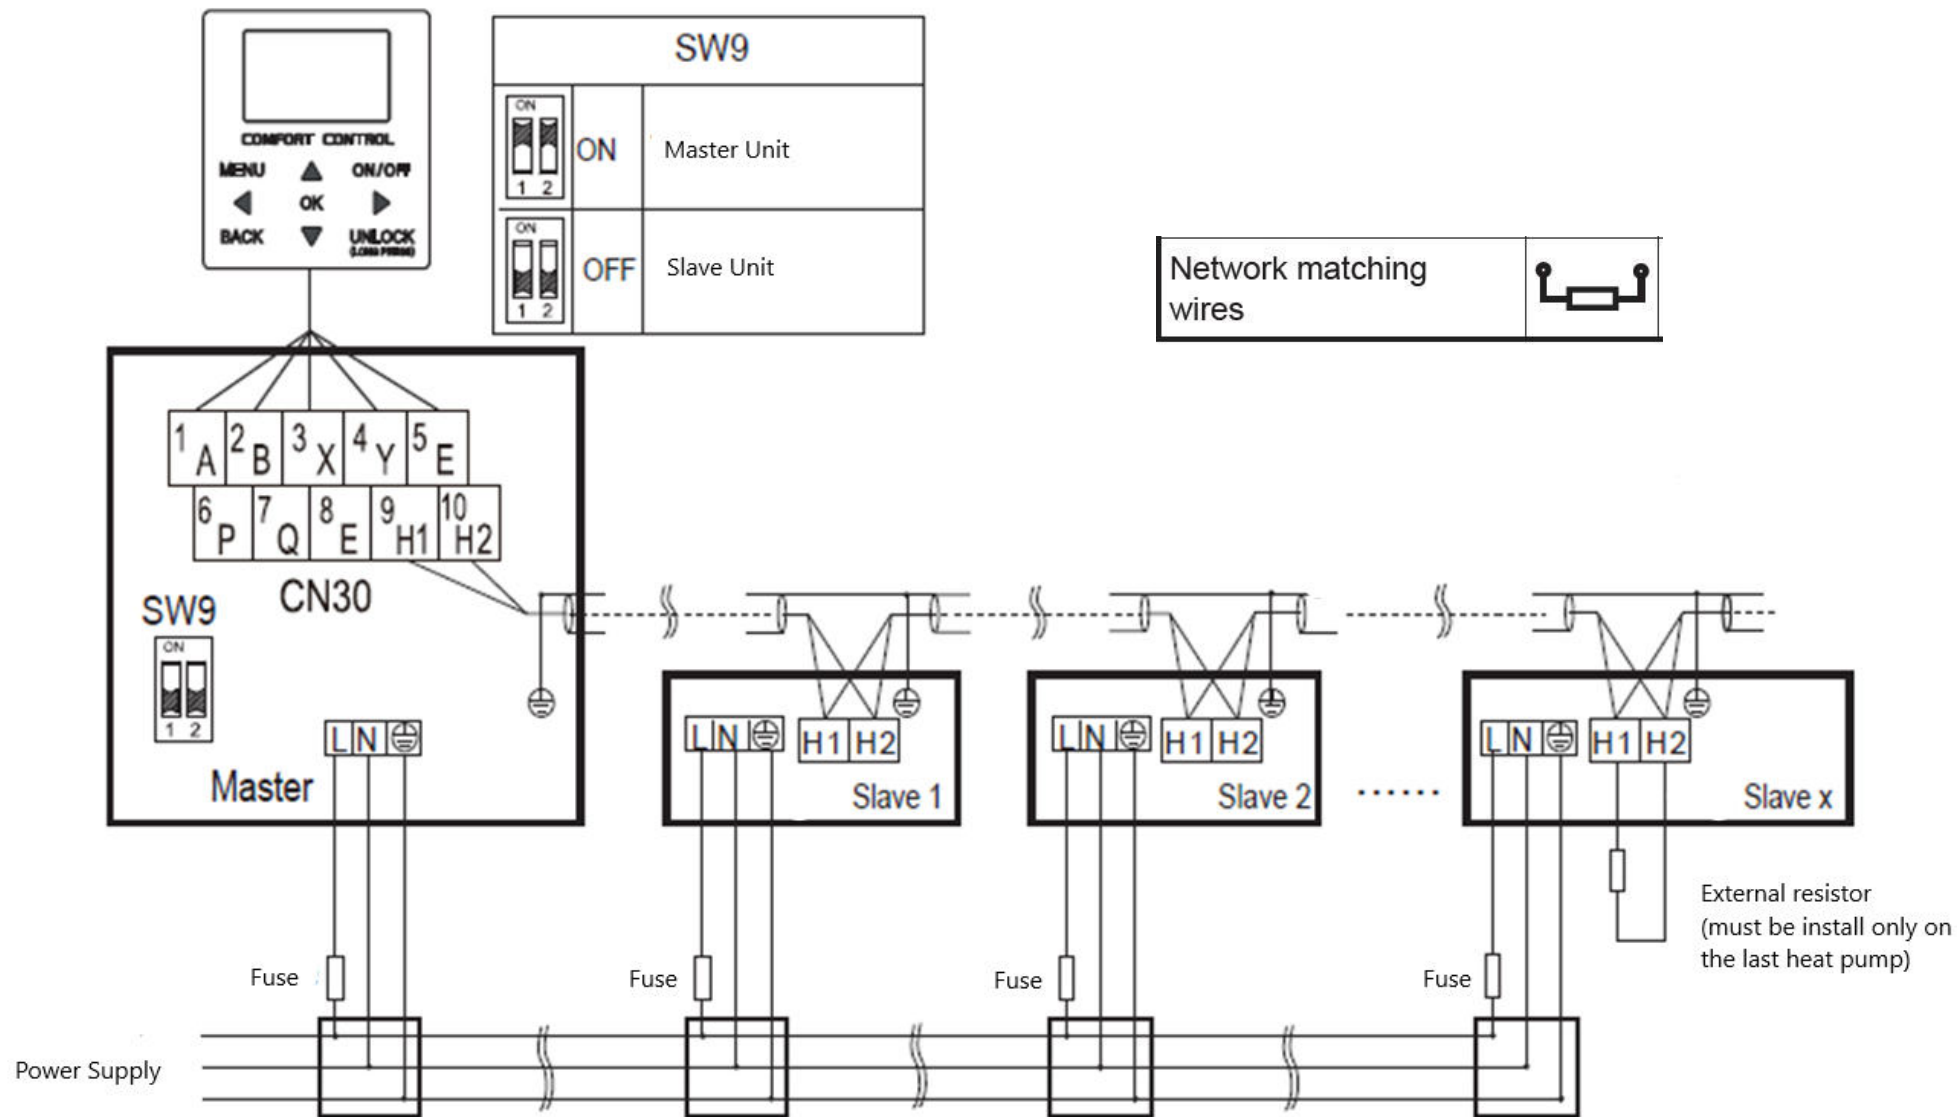 COMFORT CONTROL
MENU ON/OFF
OK
BACK UNLOCK
(LONG PRESS)
SW9
ON
1 2
ON
Master Unit
ON
1 2
OFF
Slave Unit
Network matching
wires
1 A 2 B 3 X 4 Y 5 E
6 P 7 Q 8 E 9 H1 10 H2
CN30
SW9
ON
1 2
L N
Master
L N H1 H2
Slave 1
L N H1 H2
Slave 2
......
L N H1 H2
Slave x
External resistor
(must be install only on
the last heat pump)
Fuse
Fuse
Fuse
Fuse
Power Supply